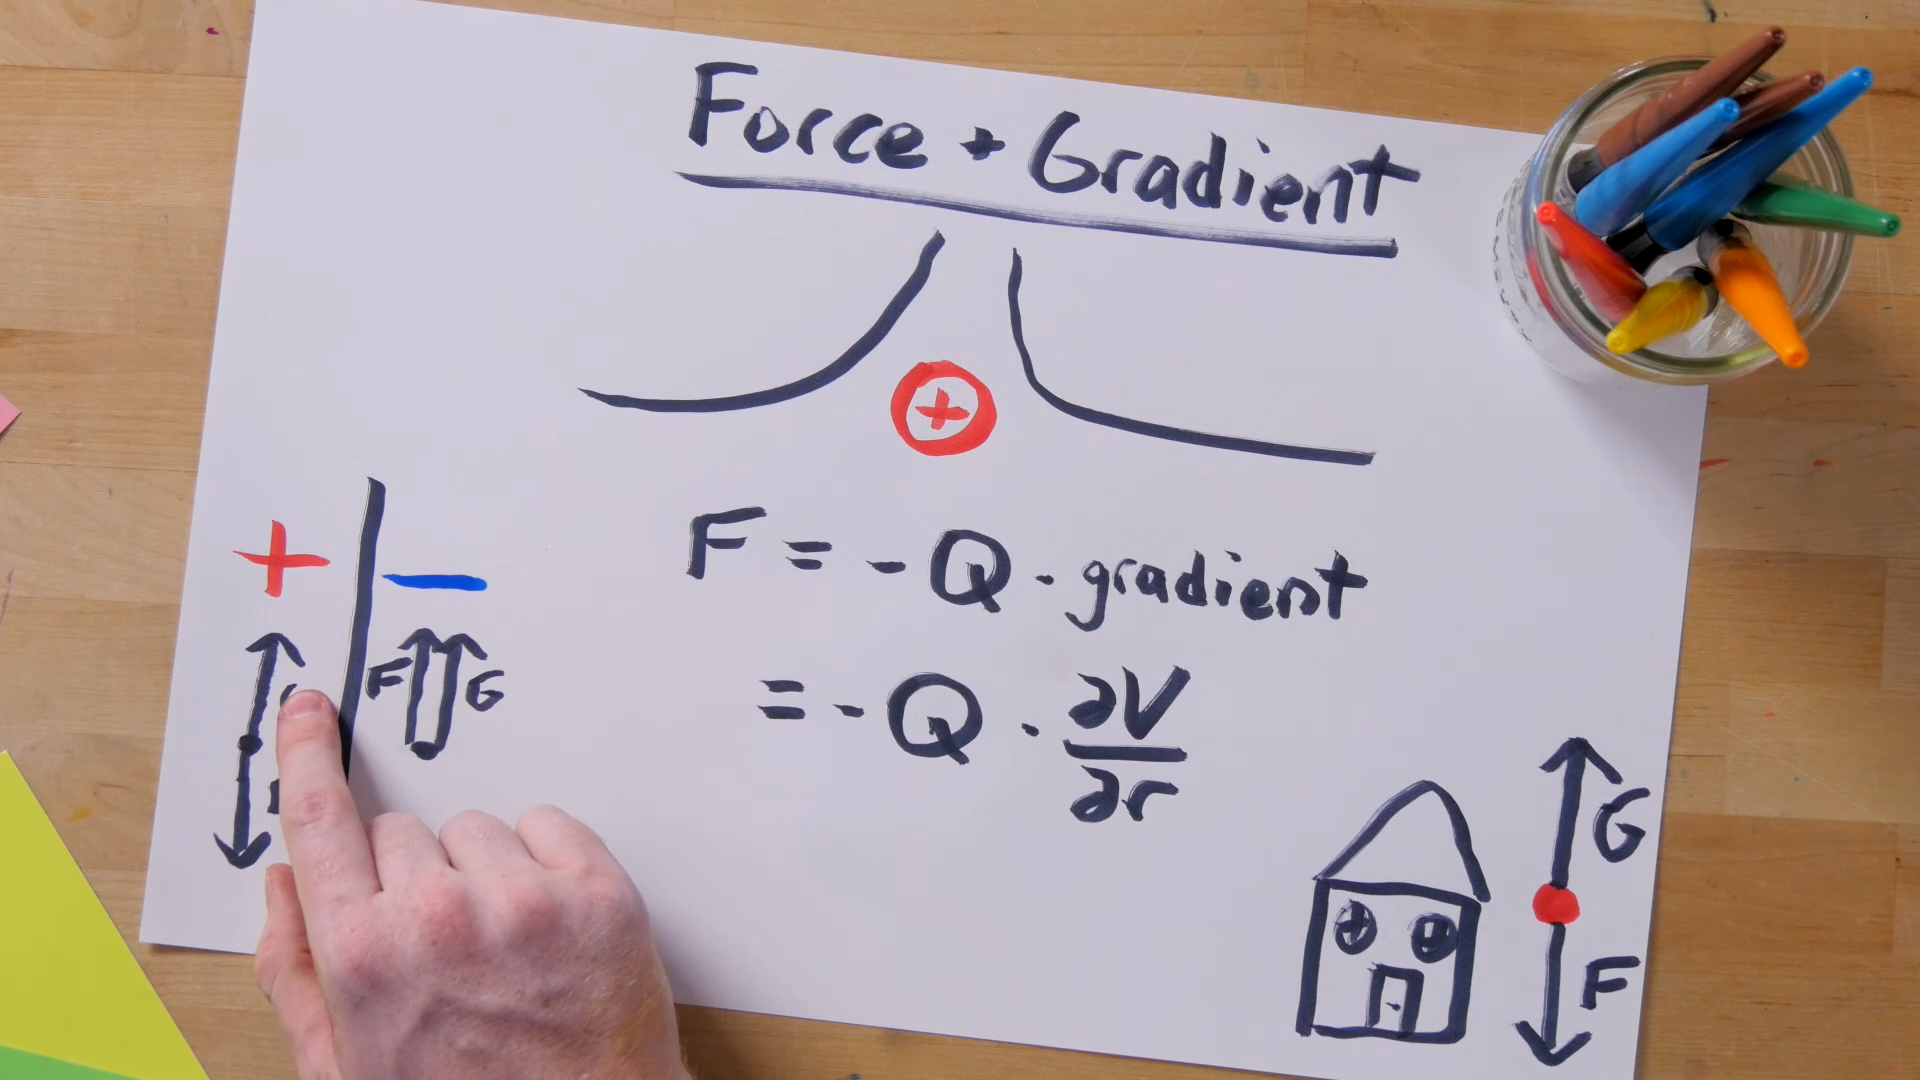 Force + Gradient
+
F = - Q · gradient
+ -
F G
= - Q · ∂V/∂r
G
F